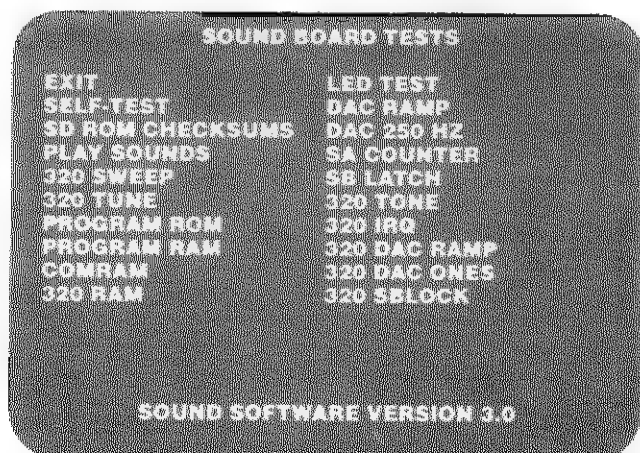 SOUND BOARD TESTS
EXIT
SELF-TEST
SD ROM CHECKSUMS
PLAY SOUNDS
320 SWEEP
320 TUNE
PROGRAM ROM
PROGRAM RAM
COMRAM
320 RAM
LED TEST
DAC RAMP
DAC 250 HZ
SA COUNTER
SB LATCH
320 TONE
320 IRQ
320 DAC RAMP
320 DAC ONES
320 SBLOCK
SOUND SOFTWARE VERSION 3.0